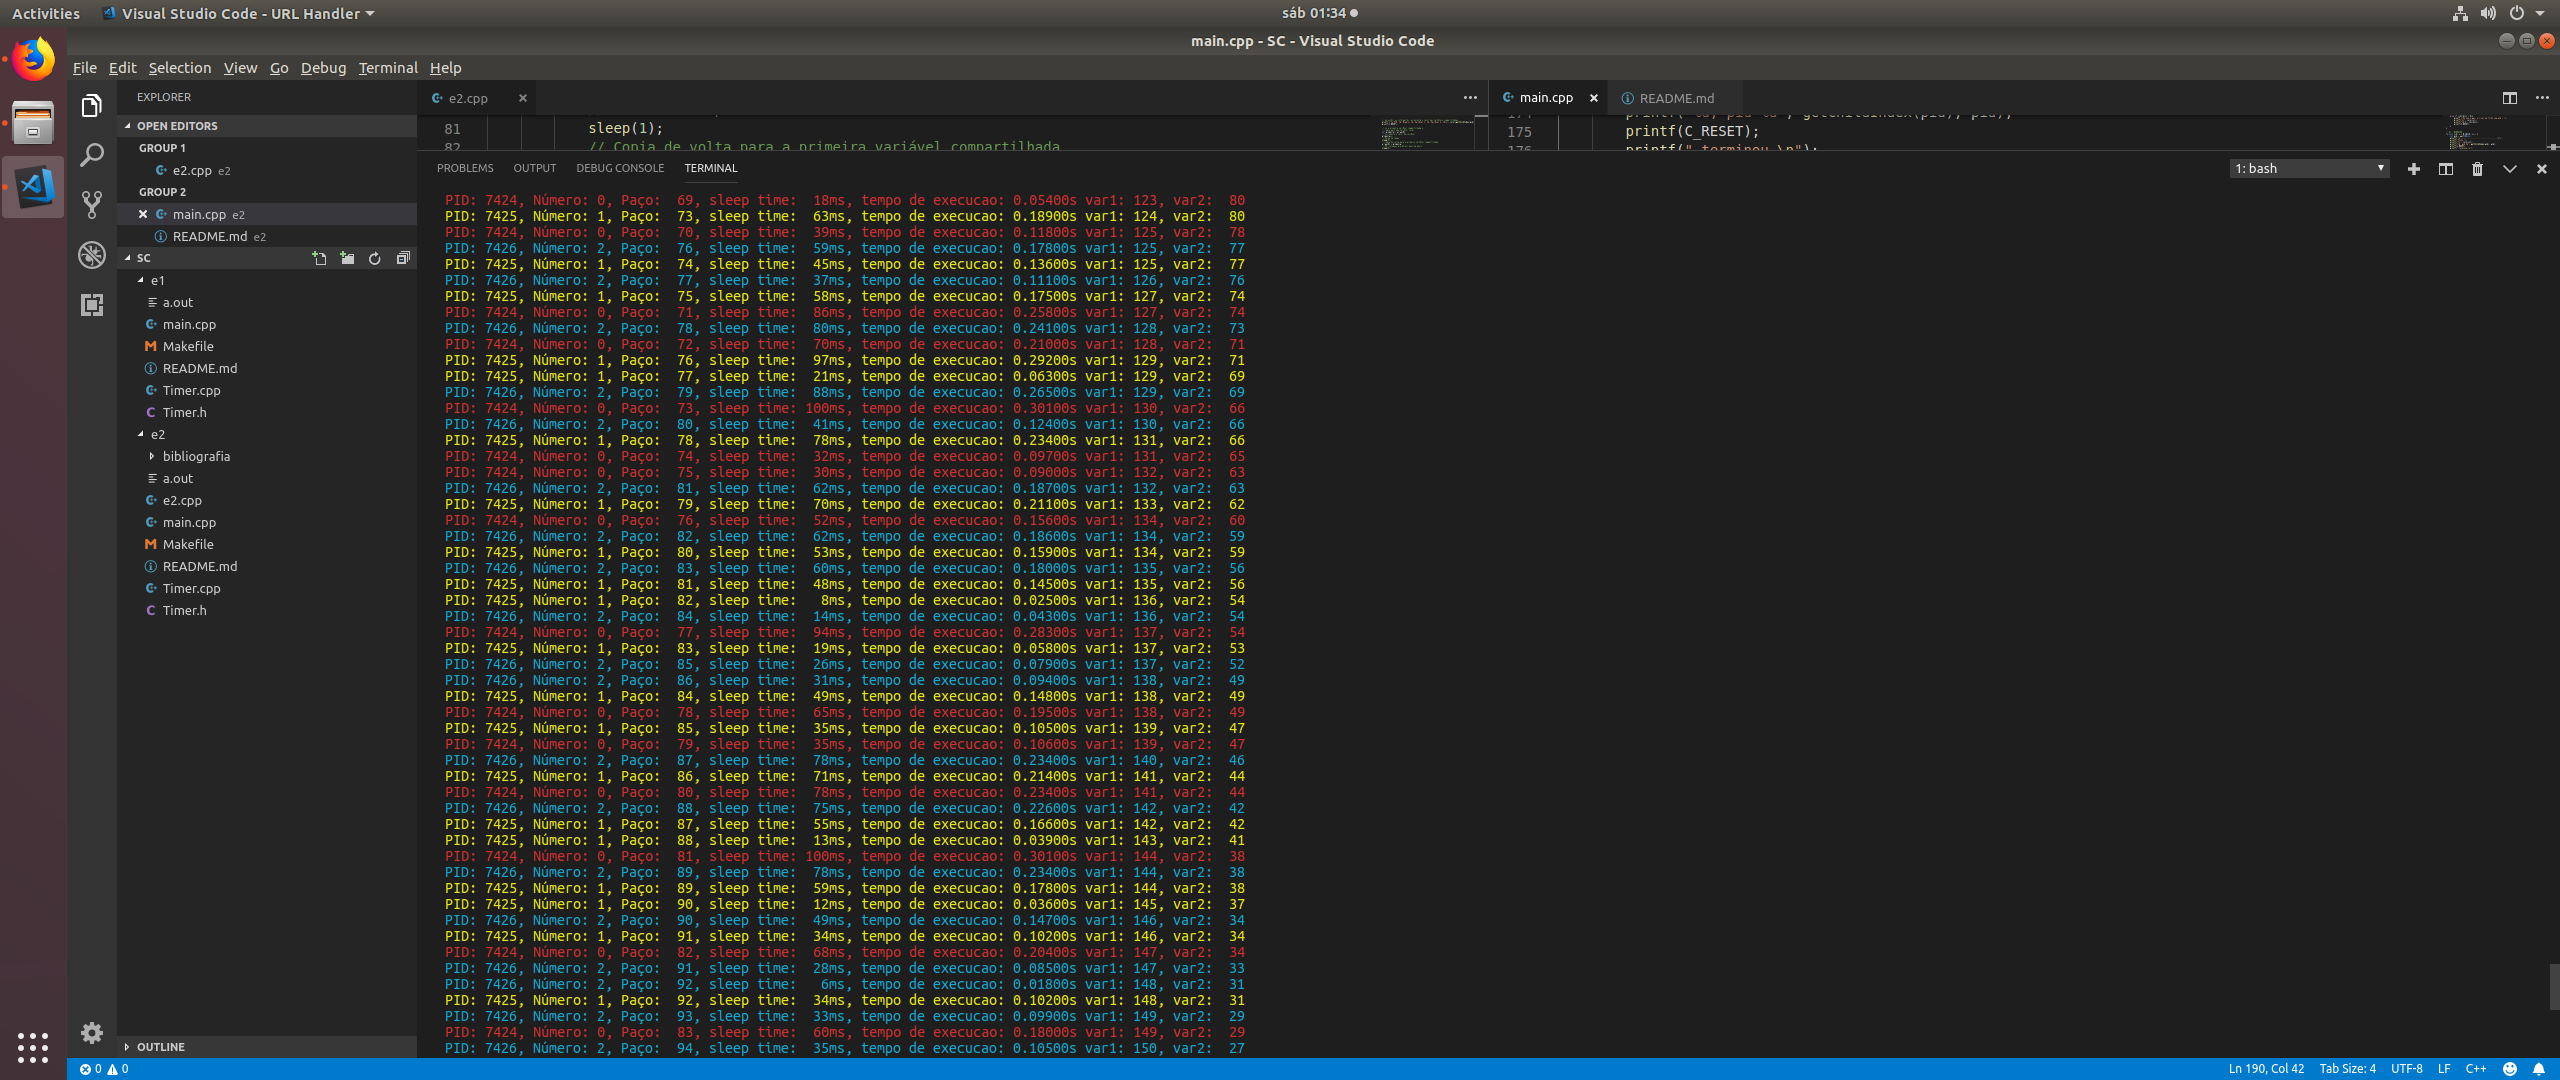 Activities
Visual Studio Code - URL Handler
sáb 01:34
main.cpp - SC - Visual Studio Code
File Edit Selection View Go Debug Terminal Help
EXPLORER
OPEN EDITORS
GROUP 1
e2.cpp e2
GROUP 2
main.cpp e2
README.md e2
SC
e1
a.out
main.cpp
Makefile
README.md
Timer.cpp
Timer.h
e2
bibliografia
a.out
e2.cpp
main.cpp
Makefile
README.md
Timer.cpp
Timer.h
OUTLINE
e2.cpp
81 sleep(1);
82 // Copia de volta para a primeira variável compartilhada
main.cpp README.md
175 printf(C_RESET);
176 printf(" terminou \n");
PROBLEMS OUTPUT DEBUG CONSOLE TERMINAL
1: bash
PID: 7424, Número: 0, Paço:  69, sleep time:  18ms, tempo de execucao: 0.05400s var1: 123, var2:  80
PID: 7425, Número: 1, Paço:  73, sleep time:  63ms, tempo de execucao: 0.18900s var1: 124, var2:  80
PID: 7424, Número: 0, Paço:  70, sleep time:  39ms, tempo de execucao: 0.11800s var1: 125, var2:  78
PID: 7426, Número: 2, Paço:  76, sleep time:  59ms, tempo de execucao: 0.17800s var1: 125, var2:  77
PID: 7425, Número: 1, Paço:  74, sleep time:  45ms, tempo de execucao: 0.13600s var1: 125, var2:  77
PID: 7426, Número: 2, Paço:  77, sleep time:  37ms, tempo de execucao: 0.11100s var1: 126, var2:  76
PID: 7425, Número: 1, Paço:  75, sleep time:  58ms, tempo de execucao: 0.17500s var1: 127, var2:  74
PID: 7424, Número: 0, Paço:  71, sleep time:  86ms, tempo de execucao: 0.25800s var1: 127, var2:  74
PID: 7426, Número: 2, Paço:  78, sleep time:  80ms, tempo de execucao: 0.24100s var1: 128, var2:  73
PID: 7424, Número: 0, Paço:  72, sleep time:  70ms, tempo de execucao: 0.21000s var1: 128, var2:  71
PID: 7425, Número: 1, Paço:  76, sleep time:  97ms, tempo de execucao: 0.29200s var1: 129, var2:  71
PID: 7425, Número: 1, Paço:  77, sleep time:  21ms, tempo de execucao: 0.06300s var1: 129, var2:  69
PID: 7426, Número: 2, Paço:  79, sleep time:  88ms, tempo de execucao: 0.26500s var1: 129, var2:  69
PID: 7424, Número: 0, Paço:  73, sleep time: 100ms, tempo de execucao: 0.30100s var1: 130, var2:  66
PID: 7426, Número: 2, Paço:  80, sleep time:  41ms, tempo de execucao: 0.12400s var1: 130, var2:  66
PID: 7425, Número: 1, Paço:  78, sleep time:  78ms, tempo de execucao: 0.23400s var1: 131, var2:  66
PID: 7424, Número: 0, Paço:  74, sleep time:  32ms, tempo de execucao: 0.09700s var1: 131, var2:  65
PID: 7424, Número: 0, Paço:  75, sleep time:  30ms, tempo de execucao: 0.09000s var1: 132, var2:  63
PID: 7426, Número: 2, Paço:  81, sleep time:  62ms, tempo de execucao: 0.18700s var1: 132, var2:  63
PID: 7425, Número: 1, Paço:  79, sleep time:  70ms, tempo de execucao: 0.21100s var1: 133, var2:  62
PID: 7424, Número: 0, Paço:  76, sleep time:  52ms, tempo de execucao: 0.15600s var1: 134, var2:  60
PID: 7426, Número: 2, Paço:  82, sleep time:  62ms, tempo de execucao: 0.18600s var1: 134, var2:  59
PID: 7425, Número: 1, Paço:  80, sleep time:  53ms, tempo de execucao: 0.15900s var1: 134, var2:  59
PID: 7426, Número: 2, Paço:  83, sleep time:  60ms, tempo de execucao: 0.18000s var1: 135, var2:  56
PID: 7425, Número: 1, Paço:  81, sleep time:  48ms, tempo de execucao: 0.14500s var1: 135, var2:  56
PID: 7425, Número: 1, Paço:  82, sleep time:   8ms, tempo de execucao: 0.02500s var1: 136, var2:  54
PID: 7426, Número: 2, Paço:  84, sleep time:  14ms, tempo de execucao: 0.04300s var1: 136, var2:  54
PID: 7424, Número: 0, Paço:  77, sleep time:  94ms, tempo de execucao: 0.28300s var1: 137, var2:  54
PID: 7425, Número: 1, Paço:  83, sleep time:  19ms, tempo de execucao: 0.05800s var1: 137, var2:  53
PID: 7426, Número: 2, Paço:  85, sleep time:  26ms, tempo de execucao: 0.07900s var1: 137, var2:  52
PID: 7426, Número: 2, Paço:  86, sleep time:  31ms, tempo de execucao: 0.09400s var1: 138, var2:  49
PID: 7425, Número: 1, Paço:  84, sleep time:  49ms, tempo de execucao: 0.14800s var1: 138, var2:  49
PID: 7424, Número: 0, Paço:  78, sleep time:  65ms, tempo de execucao: 0.19500s var1: 138, var2:  49
PID: 7425, Número: 1, Paço:  85, sleep time:  35ms, tempo de execucao: 0.10500s var1: 139, var2:  47
PID: 7424, Número: 0, Paço:  79, sleep time:  35ms, tempo de execucao: 0.10600s var1: 139, var2:  47
PID: 7426, Número: 2, Paço:  87, sleep time:  78ms, tempo de execucao: 0.23400s var1: 140, var2:  46
PID: 7425, Número: 1, Paço:  86, sleep time:  71ms, tempo de execucao: 0.21400s var1: 141, var2:  44
PID: 7424, Número: 0, Paço:  80, sleep time:  78ms, tempo de execucao: 0.23400s var1: 141, var2:  44
PID: 7426, Número: 2, Paço:  88, sleep time:  75ms, tempo de execucao: 0.22600s var1: 142, var2:  42
PID: 7425, Número: 1, Paço:  87, sleep time:  55ms, tempo de execucao: 0.16600s var1: 142, var2:  42
PID: 7425, Número: 1, Paço:  88, sleep time:  13ms, tempo de execucao: 0.03900s var1: 143, var2:  41
PID: 7424, Número: 0, Paço:  81, sleep time: 100ms, tempo de execucao: 0.30100s var1: 144, var2:  38
PID: 7426, Número: 2, Paço:  89, sleep time:  78ms, tempo de execucao: 0.23400s var1: 144, var2:  38
PID: 7425, Número: 1, Paço:  89, sleep time:  59ms, tempo de execucao: 0.17800s var1: 144, var2:  38
PID: 7425, Número: 1, Paço:  90, sleep time:  12ms, tempo de execucao: 0.03600s var1: 145, var2:  37
PID: 7426, Número: 2, Paço:  90, sleep time:  49ms, tempo de execucao: 0.14700s var1: 146, var2:  34
PID: 7425, Número: 1, Paço:  91, sleep time:  34ms, tempo de execucao: 0.10200s var1: 146, var2:  34
PID: 7424, Número: 0, Paço:  82, sleep time:  68ms, tempo de execucao: 0.20400s var1: 147, var2:  34
PID: 7426, Número: 2, Paço:  91, sleep time:  28ms, tempo de execucao: 0.08500s var1: 147, var2:  33
PID: 7426, Número: 2, Paço:  92, sleep time:   6ms, tempo de execucao: 0.01800s var1: 148, var2:  31
PID: 7425, Número: 1, Paço:  92, sleep time:  34ms, tempo de execucao: 0.10200s var1: 148, var2:  31
PID: 7426, Número: 2, Paço:  93, sleep time:  33ms, tempo de execucao: 0.09900s var1: 149, var2:  29
PID: 7424, Número: 0, Paço:  83, sleep time:  60ms, tempo de execucao: 0.18000s var1: 149, var2:  29
PID: 7426, Número: 2, Paço:  94, sleep time:  35ms, tempo de execucao: 0.10500s var1: 150, var2:  27
0 0
Ln 190, Col 42 Tab Size: 4 UTF-8 LF C++